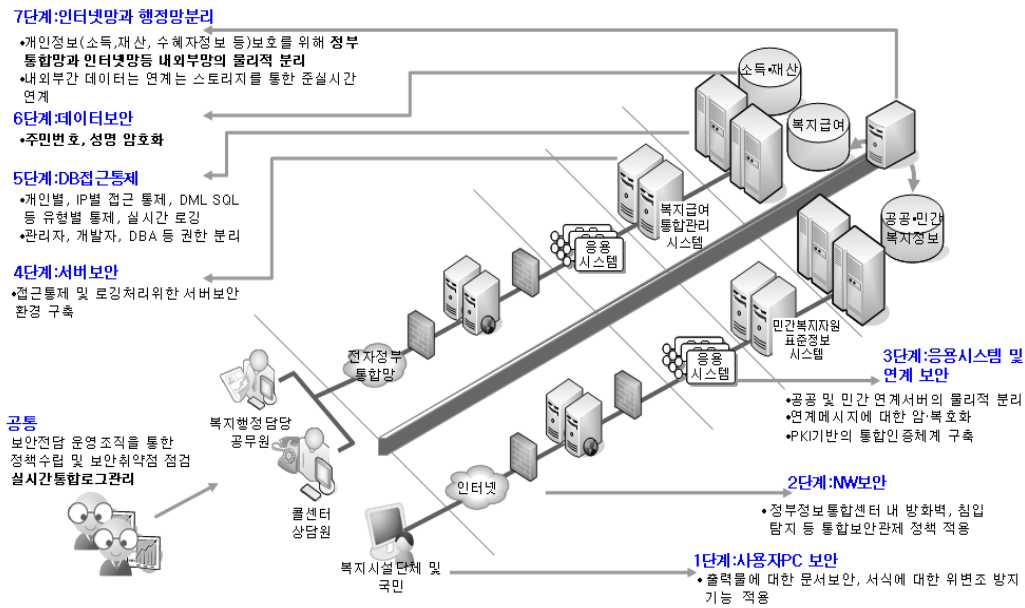 7단계:인터넷망과 행정망분리
•개인정보(소득,재산, 수혜자정보 등)보호를 위해 정부
통합망과 인터넷망등 내외부망의 물리적 분리
•내외부간 데이터는 연계는 스토리지를 통한 준실시간
연계
6단계:데이터보안
•주민번호, 성명 암호화
5단계:DB접근통제
•개인별, IP별 접근 통제, DML SQL
등 유형별 통제, 실시간 로깅
•관리자, 개발자, DBA 등 권한 분리
4단계:서버보안
•접근통제 및 로깅처리위한 서버보안
환경 구축
소득•재산
복지급여
공공•민간
복지정보
복지급여
통합관리
시스템
응용
시스템
전자정부
통합망
민간복지자원
표준정보
시스템
응용
시스템
3단계:응용시스템 및
연계 보안
•공공 및 민간 연계서버의 물리적 분리
•연계메시지에 대한 암·복호화
•PKI기반의 통합인증체계 구축
복지행정담당
공무원
공통
보안전담 운영조직을 통한
정책수립 및 보안취약점 점검
실시간통합로그관리
콜센터
상담원
인터넷
2단계:NW보안
•정부정보통합센터 내 방화벽, 침입
탐지 등 통합보안관제 정책 적용
복지시설단체 및
국민
1단계:사용자PC 보안
•출력물에 대한 문서보안, 서식에 대한 위변조 방지
기능 적용